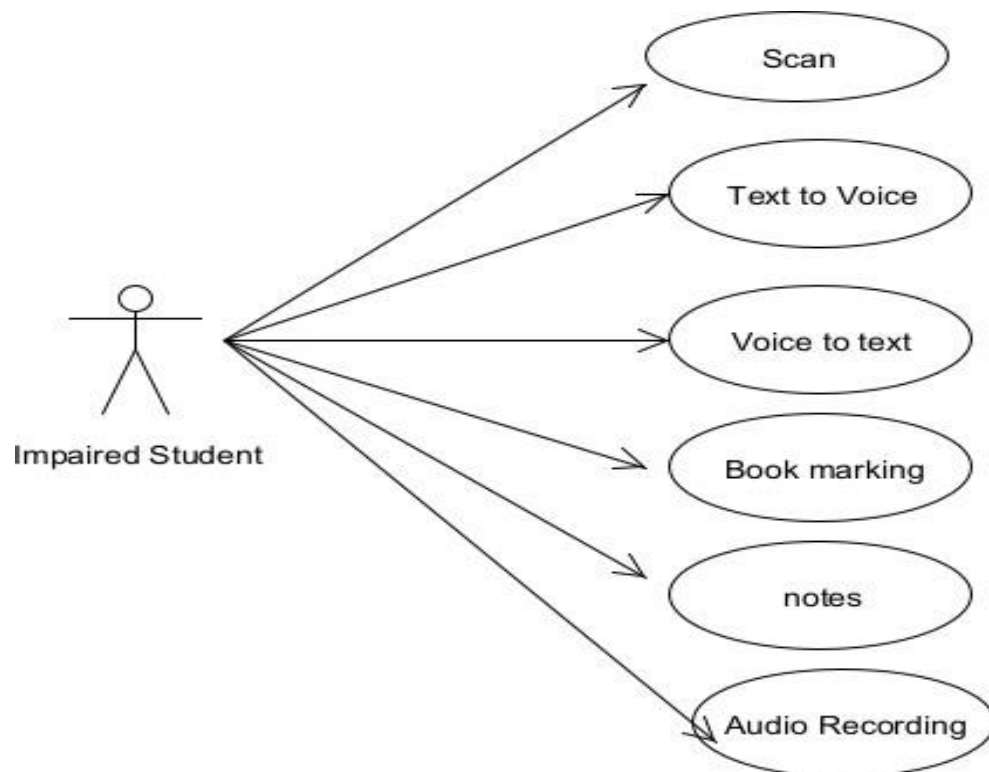 Scan
Text to Voice
Voice to text
Impaired Student
Book marking
notes
Audio Recording